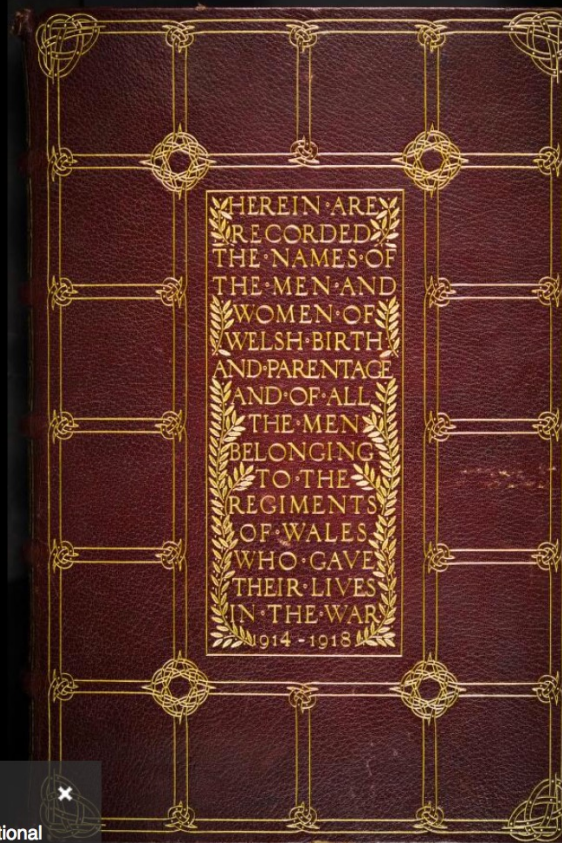 HEREIN·ARE
RECORDED
THE·NAMES·OF
THE·MEN·AND
WOMEN·OF
WELSH·BIRTH
AND·PARENTAGE
AND·OF·ALL
THE·MEN
BELONGING
TO·THE
REGIMENTS
OF·WALES
WHO·GAVE
THEIR·LIVES
IN·THE·WAR
1914-1918
×
tional